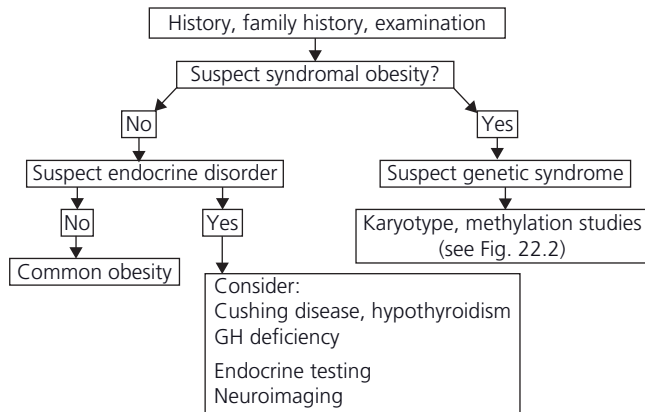 History, family history, examination
Suspect syndromal obesity?
No
Yes
Suspect endocrine disorder
Suspect genetic syndrome
No
Yes
Karyotype, methylation studies
(see Fig. 22.2)
Common obesity
Consider:
Cushing disease, hypothyroidism
GH deficiency
Endocrine testing
Neuroimaging